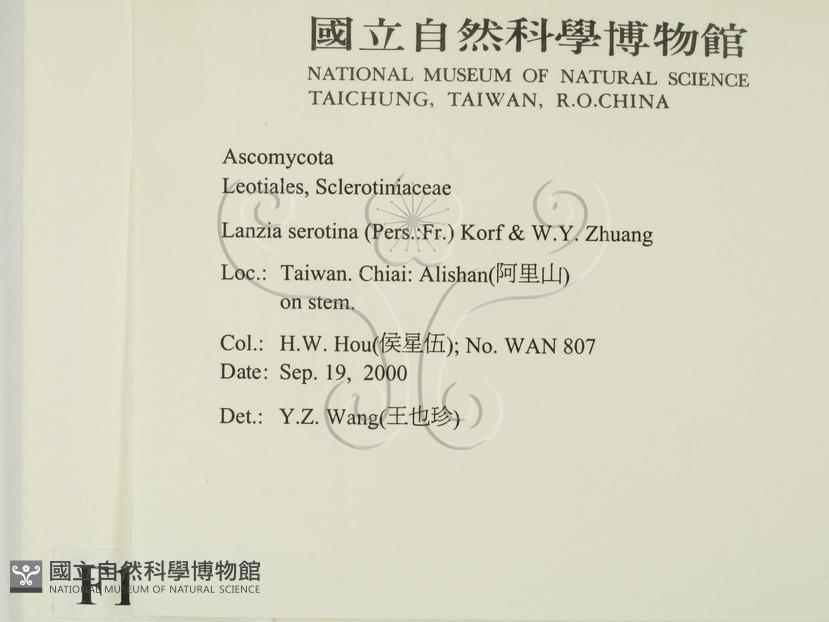 國立自然科學博物館
NATIONAL MUSEUM OF NATURAL SCIENCE
TAICHUNG, TAIWAN, R.O.CHINA
Ascomycota
Leotiales, Sclerotiniaceae
Lanzia serotina (Pers.:Fr.) Korf & W.Y. Zhuang
Loc.: Taiwan. Chiai: Alishan(阿里山)
on stem.
Col.: H.W. Hou(侯星伍); No. WAN 807
Date: Sep. 19, 2000
Det.: Y.Z. Wang(王也珍)
國立自然科學博物館
NATIONAL MUSEUM OF NATURAL SCIENCE
F1